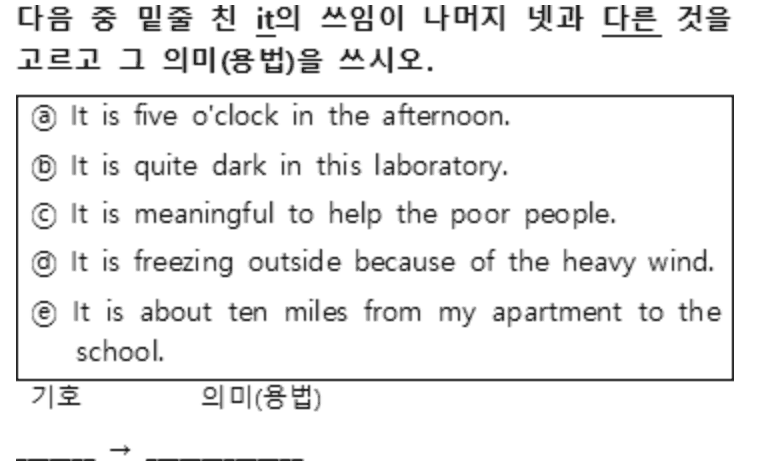 다음 중 밑줄 친 it의 쓰임이 나머지 넷과 다른 것을
고르고 그 의미(용법)을 쓰시오.
ⓐ It is five o'clock in the afternoon.
ⓑ It is quite dark in this laboratory.
ⓒ It is meaningful to help the poor people.
ⓓ It is freezing outside because of the heavy wind.
ⓔ It is about ten miles from my apartment to the
school.
기호 의미(용법)
______ → ____________